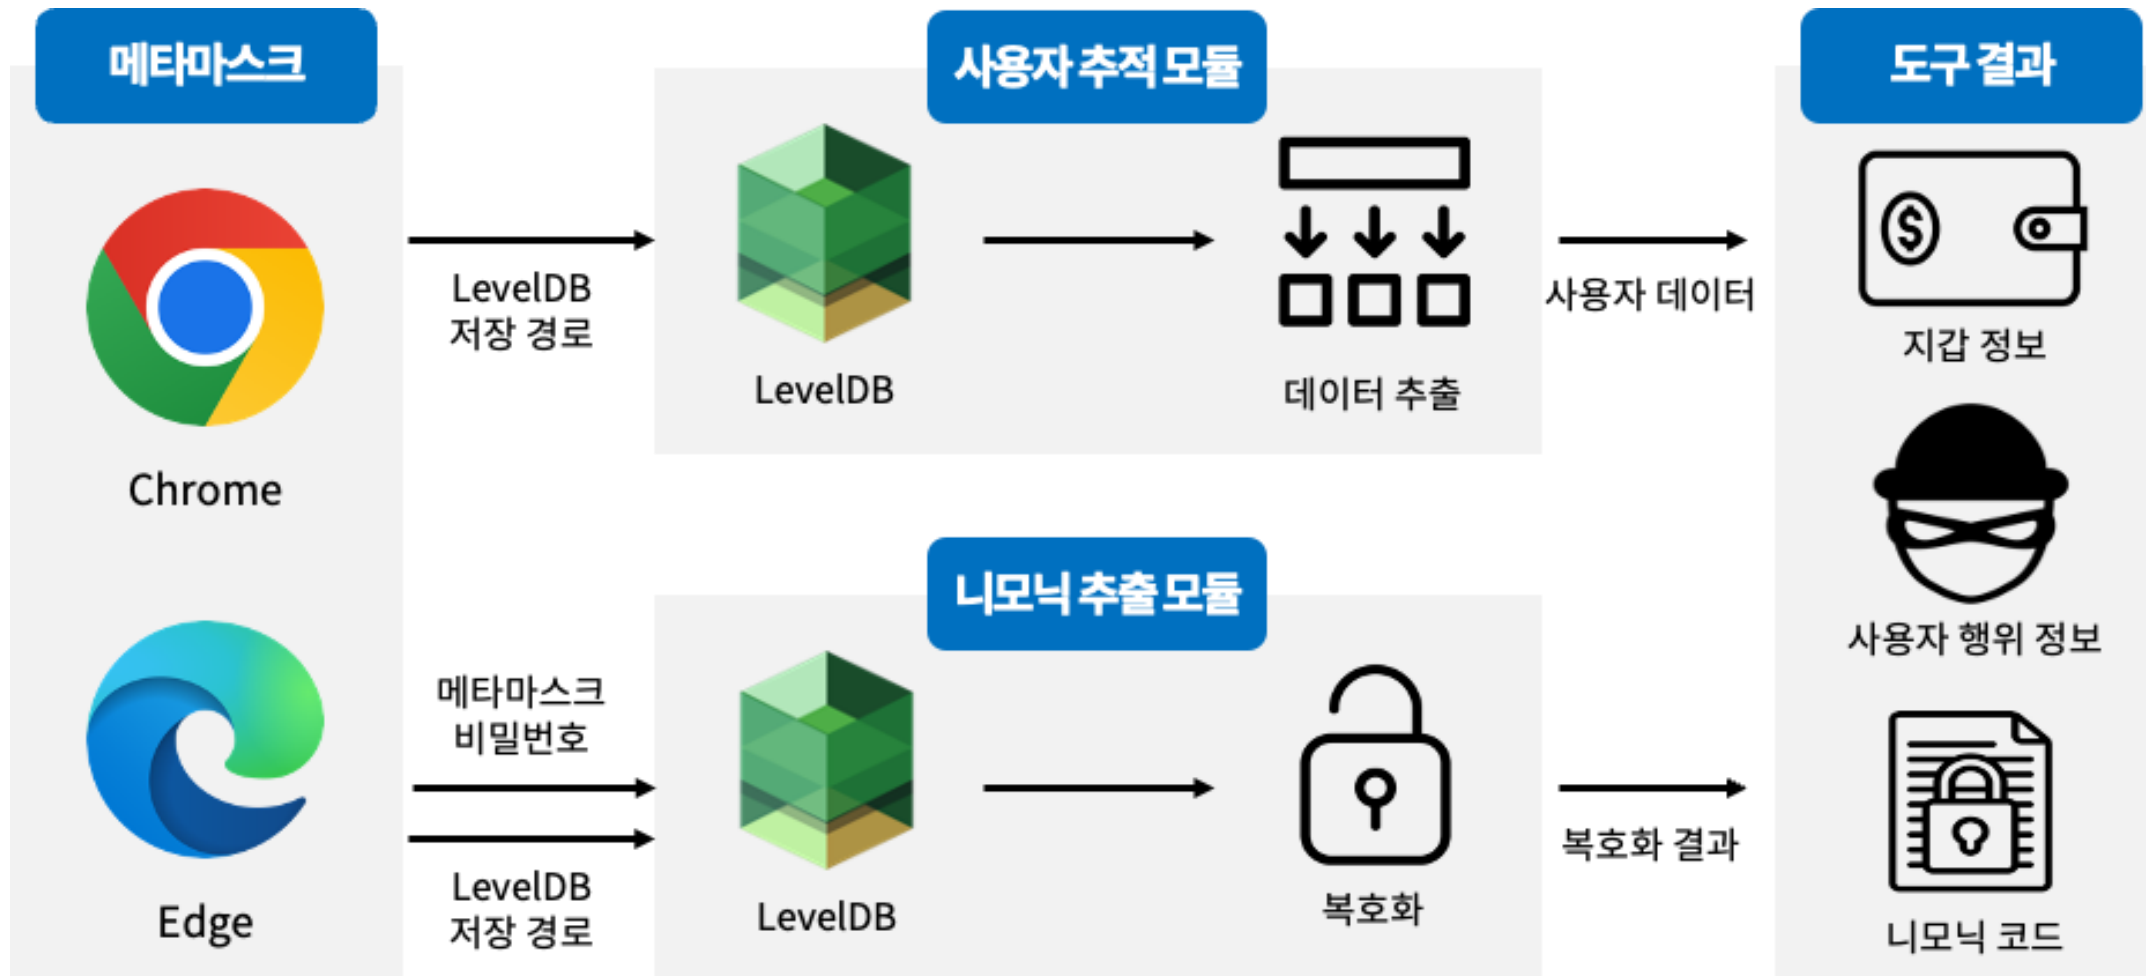 메타마스크
Chrome
Edge
LevelDB
저장 경로
메타마스크
비밀번호
LevelDB
저장 경로
사용자 추적 모듈
LevelDB
데이터 추출
니모닉 추출 모듈
LevelDB
복호화
사용자 데이터
복호화 결과
도구 결과
$
지갑 정보
사용자 행위 정보
니모닉 코드